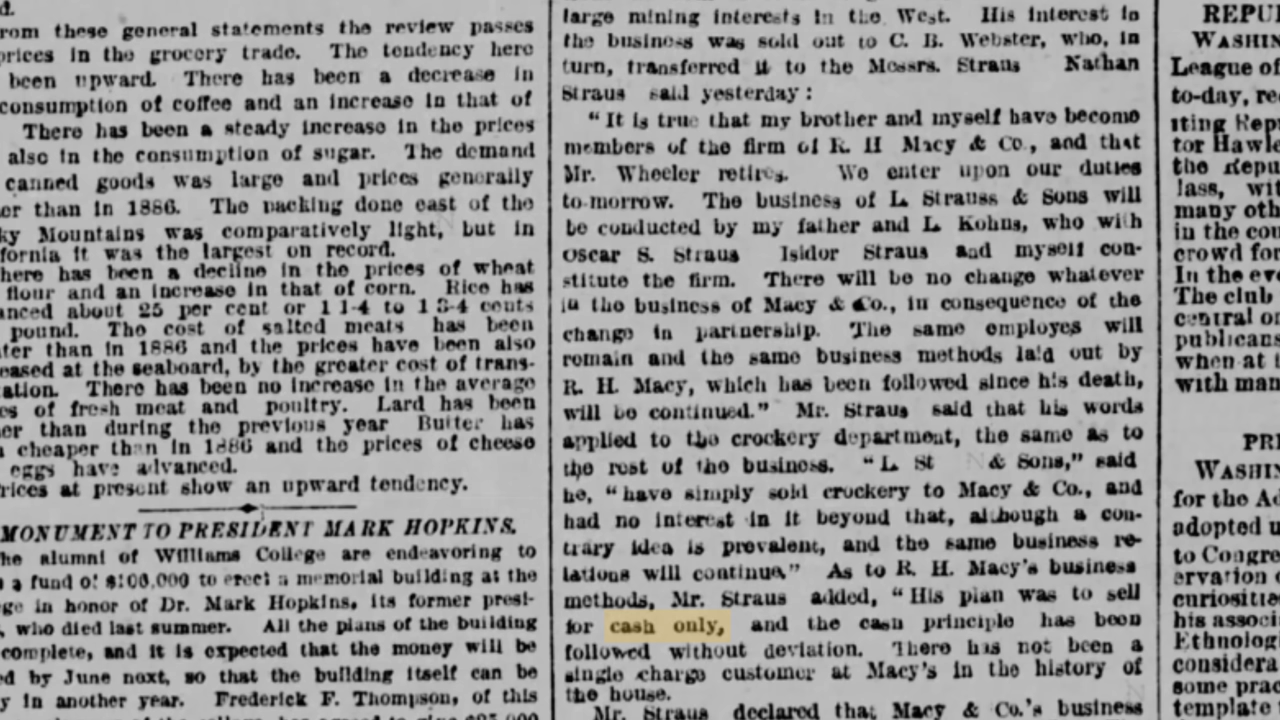 d.
rom these general statements the review passes
prices in the grocery trade. The tendency here
been upward. There has been a decrease in
consumption of coffee and an increase in that of
There has been a steady increase in the prices
also in the consumption of sugar. The demand
canned goods was large and prices generally
er than in 1886. The packing done east of the
ky Mountains was comparatively light, but in
fornia it was the largest on record.
here has been a decline in the prices of wheat
flour and an increase in that of corn. Rice has
anced about 25 per cent or 1 1-4 to 1 3-4 cents
pound. The cost of salted meats has been
ater than in 1886 and the prices have been also
eased at the seaboard, by the greater cost of trans-
ation. There has been no increase in the average
es of fresh meat and poultry. Lard has been
er than during the previous year Butter has
n cheaper than in 1886 and the prices of cheese
eggs have advanced.
rices at present show an upward tendency.
MONUMENT TO PRESIDENT MARK HOPKINS.
he alumni of Williams College are endeavoring to
a fund of $100,000 to erect a memorial building at the
ge in honor of Dr. Mark Hopkins, its former presi-
, who died last summer. All the plans of the building
complete, and it is expected that the money will be
ed by June next, so that the building itself can be
y in another year. Frederick F. Thompson, of this
large mining interests in the West. His interest in
the business was sold out to C. B. Webster, who, in
turn, transferred it to the Messrs. Straus Nathan
Straus said yesterday:
"It is true that my brother and myself have become
members of the firm of R. H Macy & Co., and that
Mr. Wheeler retires. We enter upon our duties
to-morrow. The business of L. Strauss & Sons will
be conducted by my father and L. Kohns, who with
Oscar S. Straus Isidor Straus and myself con-
stitute the firm. There will be no change whatever
in the business of Macy & Co., in consequence of the
change in partnership. The same employes will
remain and the same business methods laid out by
R. H. Macy, which has been followed since his death,
will be continued." Mr. Straus said that his words
applied to the crockery department, the same as to
the rest of the business. "L. St & Sons," said
he, "have simply sold crockery to Macy & Co., and
had no interest in it beyond that, although a con-
trary idea is prevalent, and the same business re-
lations will continue." As to R. H. Macy's business
methods, Mr. Straus added, "His plan was to sell
for cash only, and the cash principle has been
followed without deviation. There has not been a
single charge customer at Macy's in the history of
the house.
Mr. Straus declared that Macy & Co.'s business
REPU
WASHIN
League of
to-day, re
iting Rep
tor Hawle
the Repu
lass, wit
many oth
in the cou
crowd for
In the eve
The club
central or
publicans
when at
with man
PRE
WASHIN
for the Ac
adopted u
to Congre
ervation o
curiosities
his associ
Ethnolog
considera
some prac
template